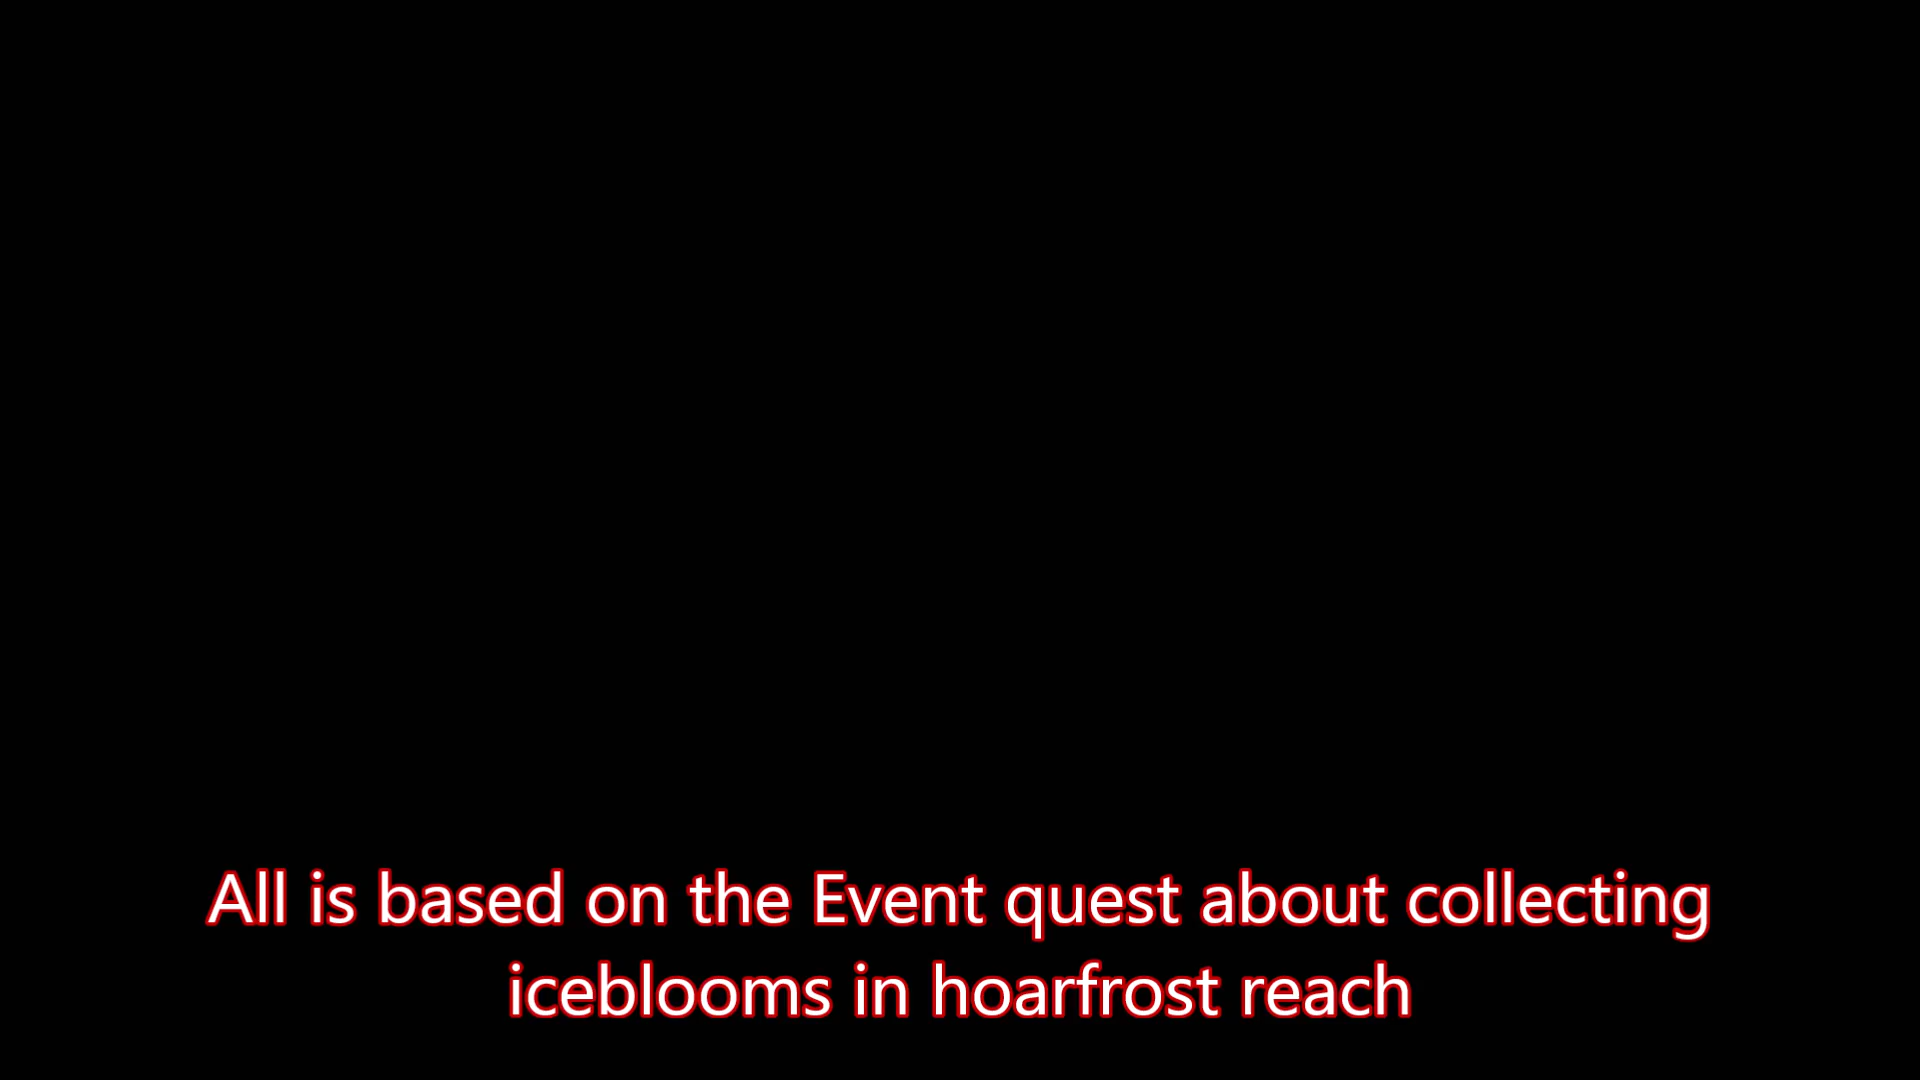 All is based on the Event quest about collecting
iceblooms in hoarfrost reach